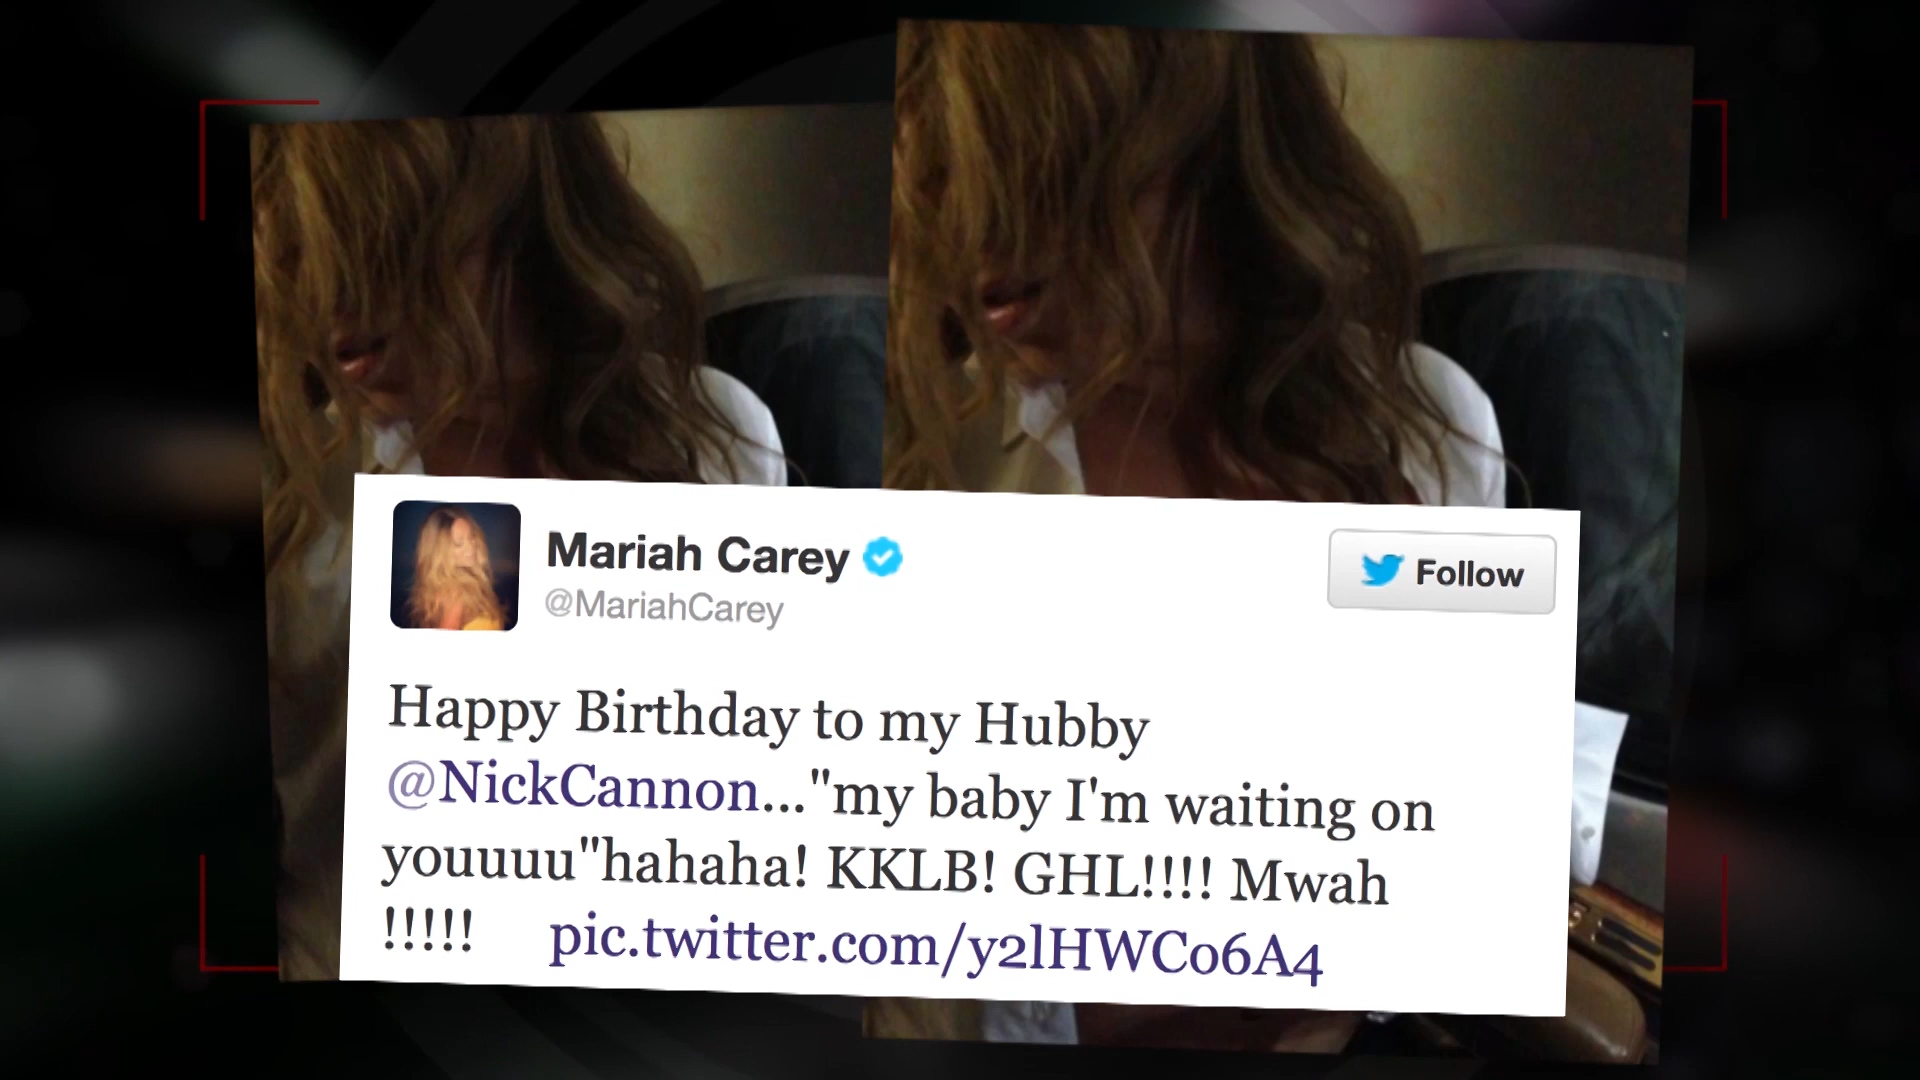 Mariah Carey
@MariahCarey
Follow
Happy Birthday to my Hubby
@NickCannon..."my baby I'm waiting on
youuuu"hahaha! KKLB! GHL!!!! Mwah
!!!!! pic.twitter.com/y2lHWCo6A4